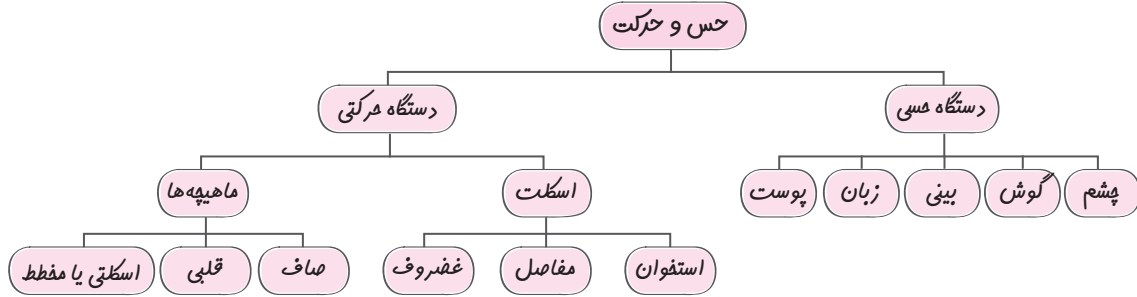 حس و حرکت
دستگاه حسی
دستگاه حرکتی
چشم
گوش
بینی
زبان
پوست
اسکلت
ماهیچه‌ها
استخوان
مفاصل
غضروف
صاف
قلبی
اسکلتی یا مخطط